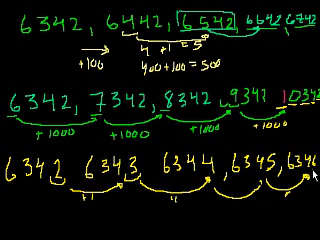 6342, 6442, 6542, 6642, 6742
+100 4 +1 = 5
400+100 = 500
6342, 7342, 8342, 9342 10342
+1000 +1000 +1000 +1000
6342 6343 6344, 6345, 6346
+1